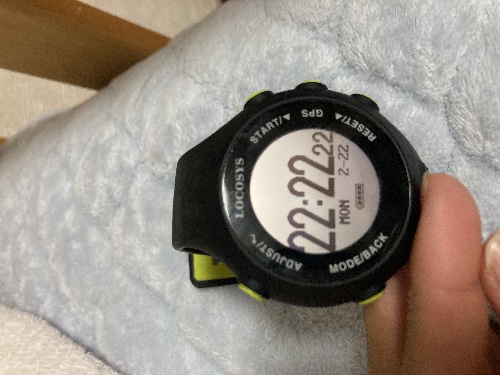 LOCOSYS
START/▲
GPS
RESET/▲
22:22 22
MON 2-22
ADJUST/
MODE/BACK